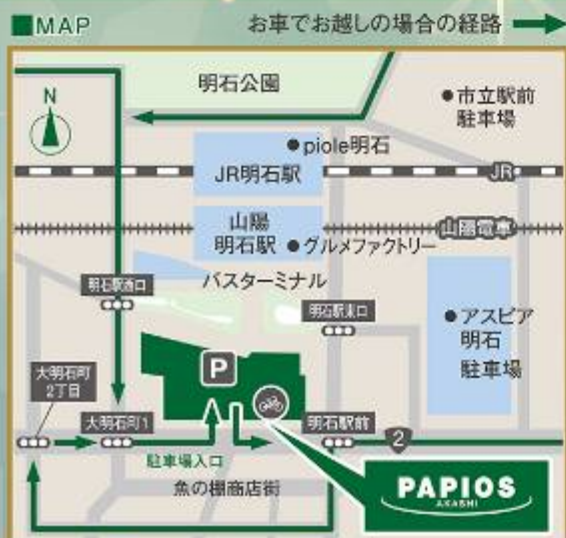 MAP
お車でお越しの場合の経路
明石公園
N
●市立駅前
駐車場
●piole明石
JR明石駅
JR
山陽
明石駅
●グルメファクトリー
山陽電車
バスターミナル
明石駅西口
明石駅東口
●アスピア
明石
駐車場
大明石町
2丁目
P
大明石町1
明石駅前
2
駐車場入口
魚の棚商店街
PAPIOS
AKASHI